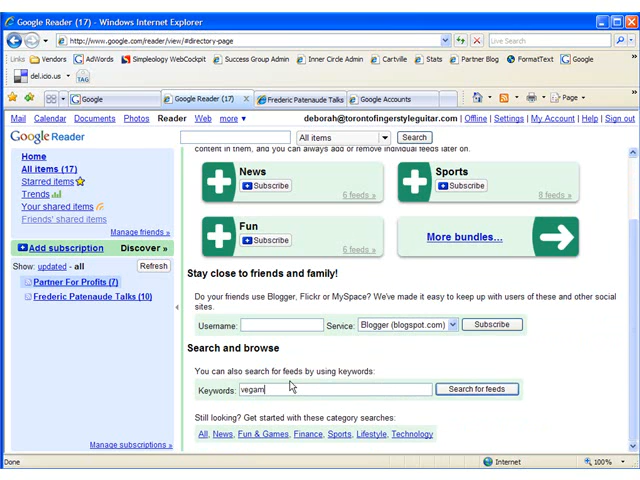 Google Reader (17) - Windows Internet Explorer
http://www.google.com/reader/view/#directory-page
Live Search
Links Vendors AdWords Simpleology WebCockpit Success Group Admin Inner Circle Admin Cartville Stats Partner Blog FormatText Google
del.icio.us TAG
Google Google Reader (17) Frederic Patenaude Talks Google Accounts Page
Mail Calendar Documents Photos Reader Web more deborah@torontofingerstyleguitar.com | Offline | Settings | My Account | Help | Sign out
Google Reader All items Search
content in them, and you can always add or remove individual feeds later on.
Home
All items (17)
Starred items
Trends
Your shared items
Friends' shared items
Manage friends »
Add subscription Discover »
Show: updated - all Refresh
Partner For Profits (7)
Frederic Patenaude Talks (10)
Manage subscriptions »
News
Subscribe
6 feeds »
Sports
Subscribe
8 feeds »
Fun
Subscribe
6 feeds »
More bundles...
Stay close to friends and family!
Do your friends use Blogger, Flickr or MySpace? We've made it easy to keep up with users of these and other social
sites.
Username: Service: Blogger (blogspot.com) Subscribe
Search and browse
You can also search for feeds by using keywords:
Keywords: vegam Search for feeds
Still looking? Get started with these category searches:
All, News, Fun & Games, Finance, Sports, Lifestyle, Technology
Done Internet 100%